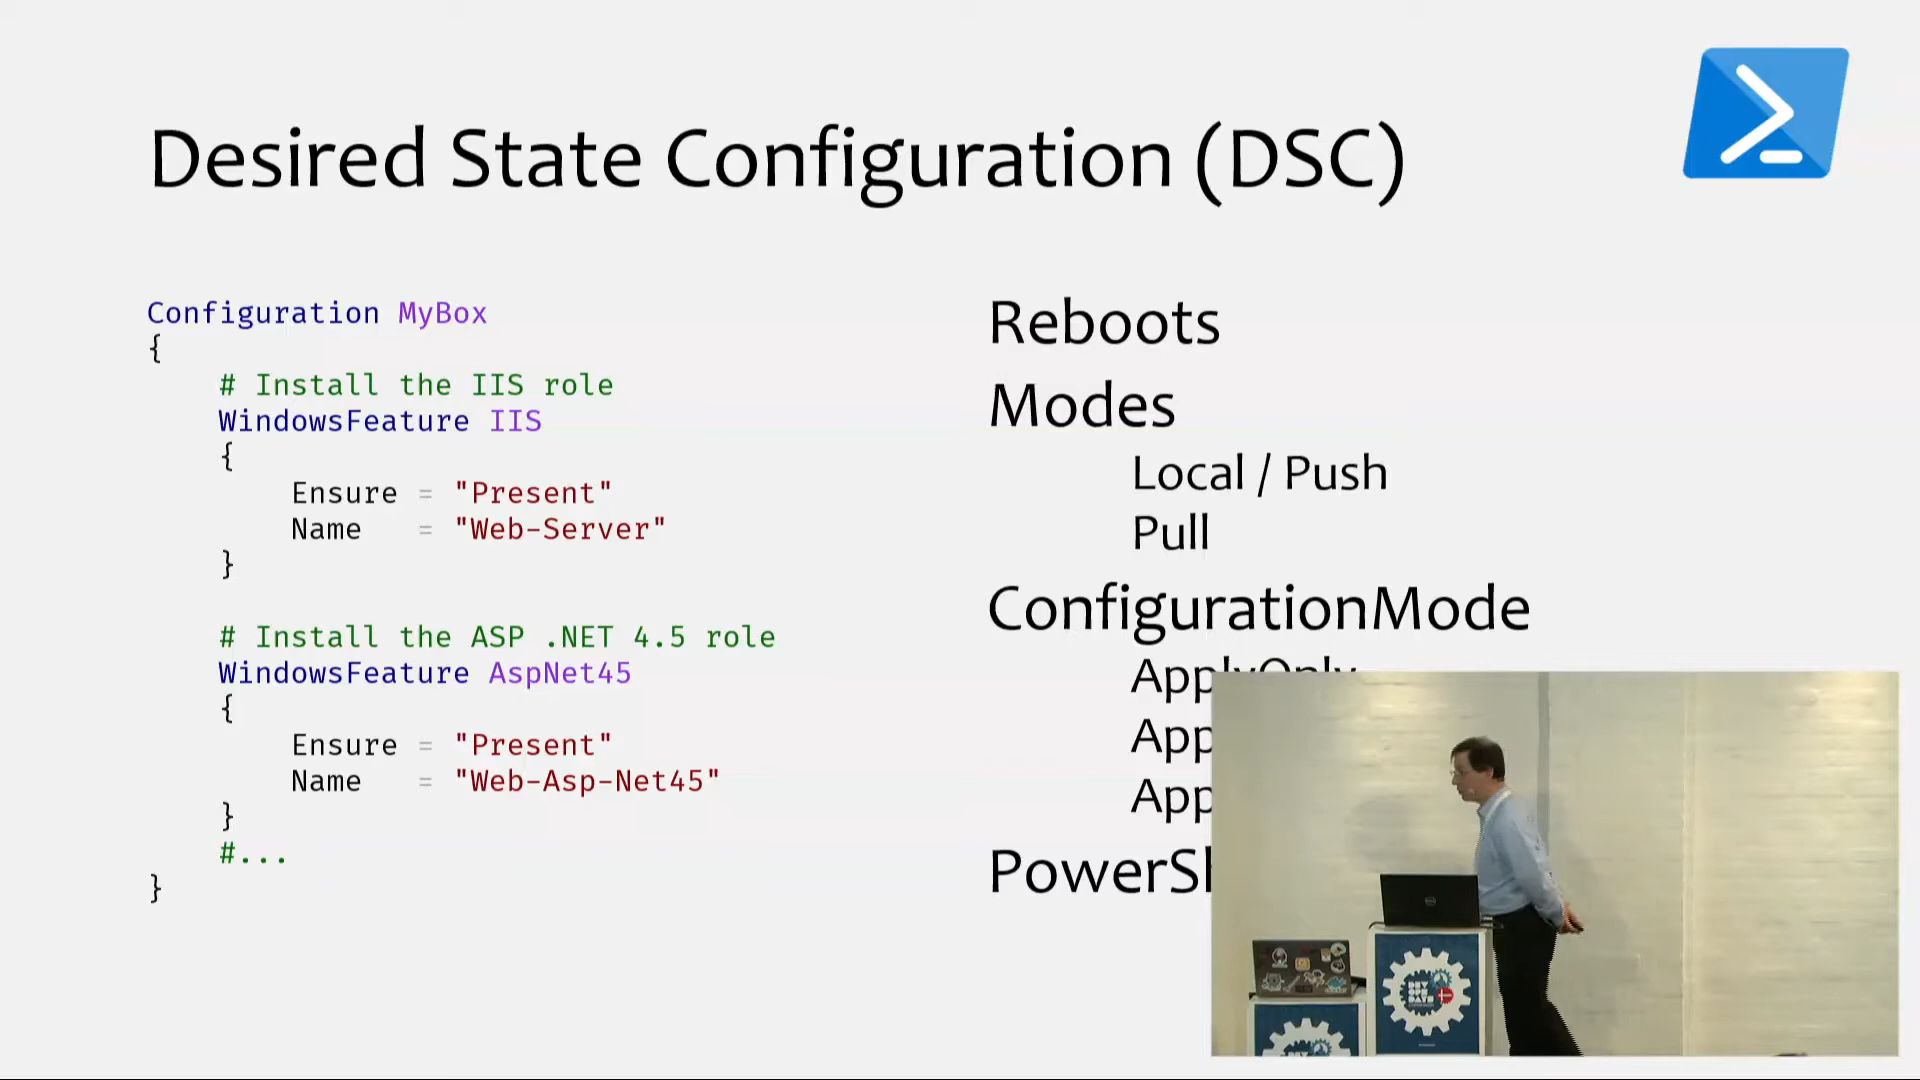 Desired State Configuration (DSC)
Configuration MyBox
{
    # Install the IIS role
    WindowsFeature IIS
    {
        Ensure = "Present"
        Name   = "Web-Server"
    }

    # Install the ASP .NET 4.5 role
    WindowsFeature AspNet45
    {
        Ensure = "Present"
        Name   = "Web-Asp-Net45"
    }
    #...
}
Reboots
Modes
Local / Push
Pull
ConfigurationMode
ApplyOnly
App
App
PowerSh